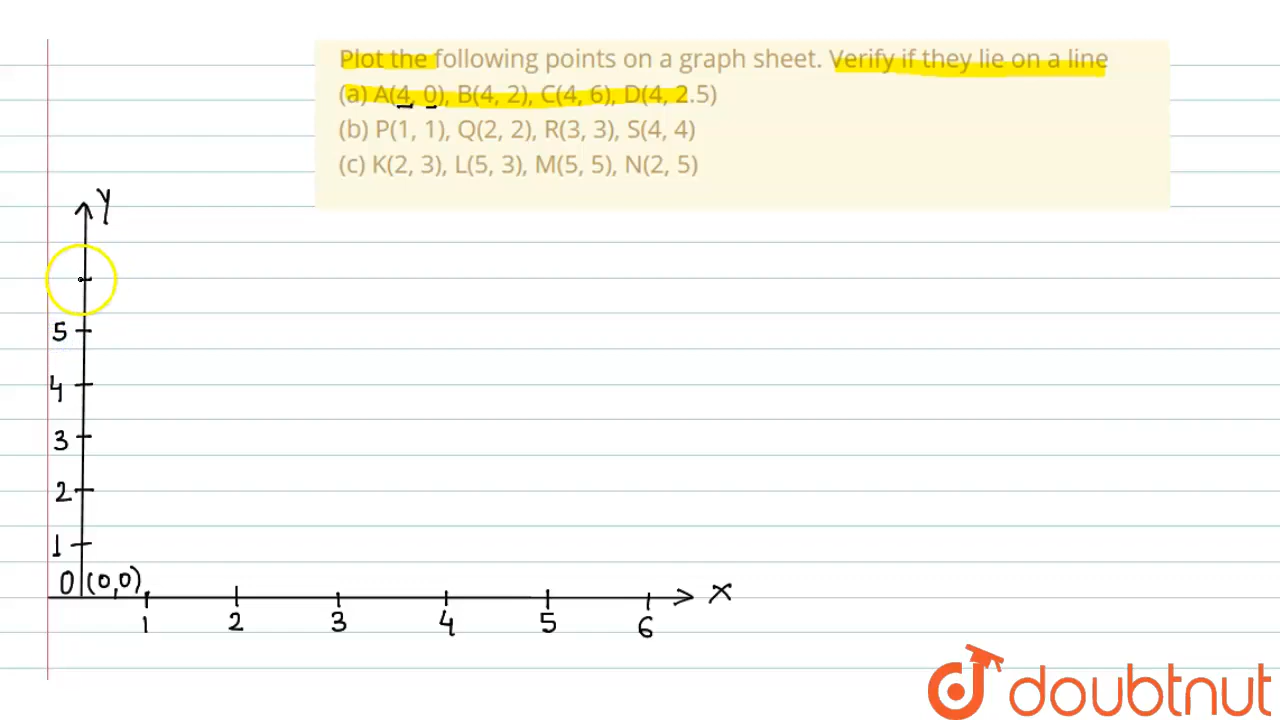 Plot the following points on a graph sheet. Verify if they lie on a line
(a) A(4, 0), B(4, 2), C(4, 6), D(4, 2.5)
(b) P(1, 1), Q(2, 2), R(3, 3), S(4, 4)
(c) K(2, 3), L(5, 3), M(5, 5), N(2, 5)
Y
5
4
3
2
1
0 (0,0)
X
1 2 3 4 5 6
doubtnut